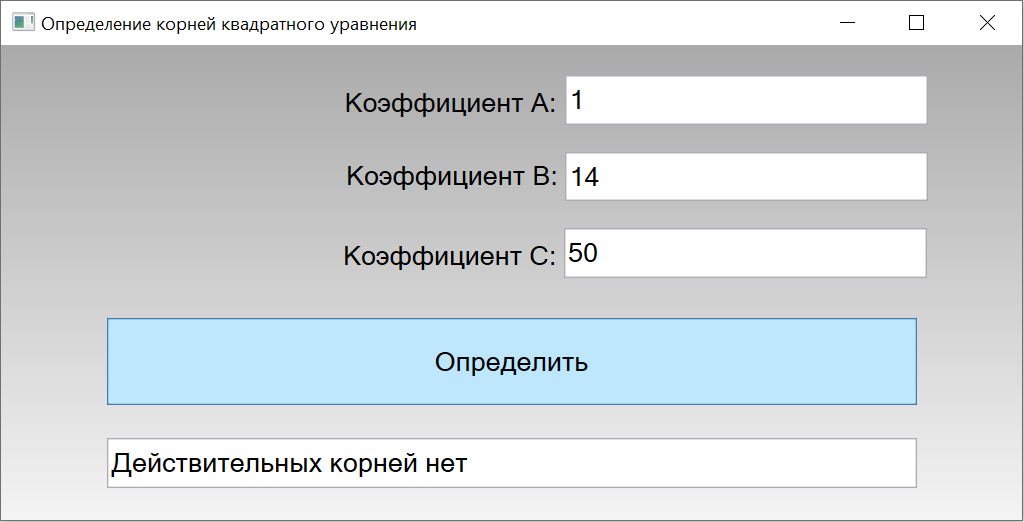 Определение корней квадратного уравнения
Коэффициент A: 1
Коэффициент B: 14
Коэффициент C: 50
Определить
Действительных корней нет